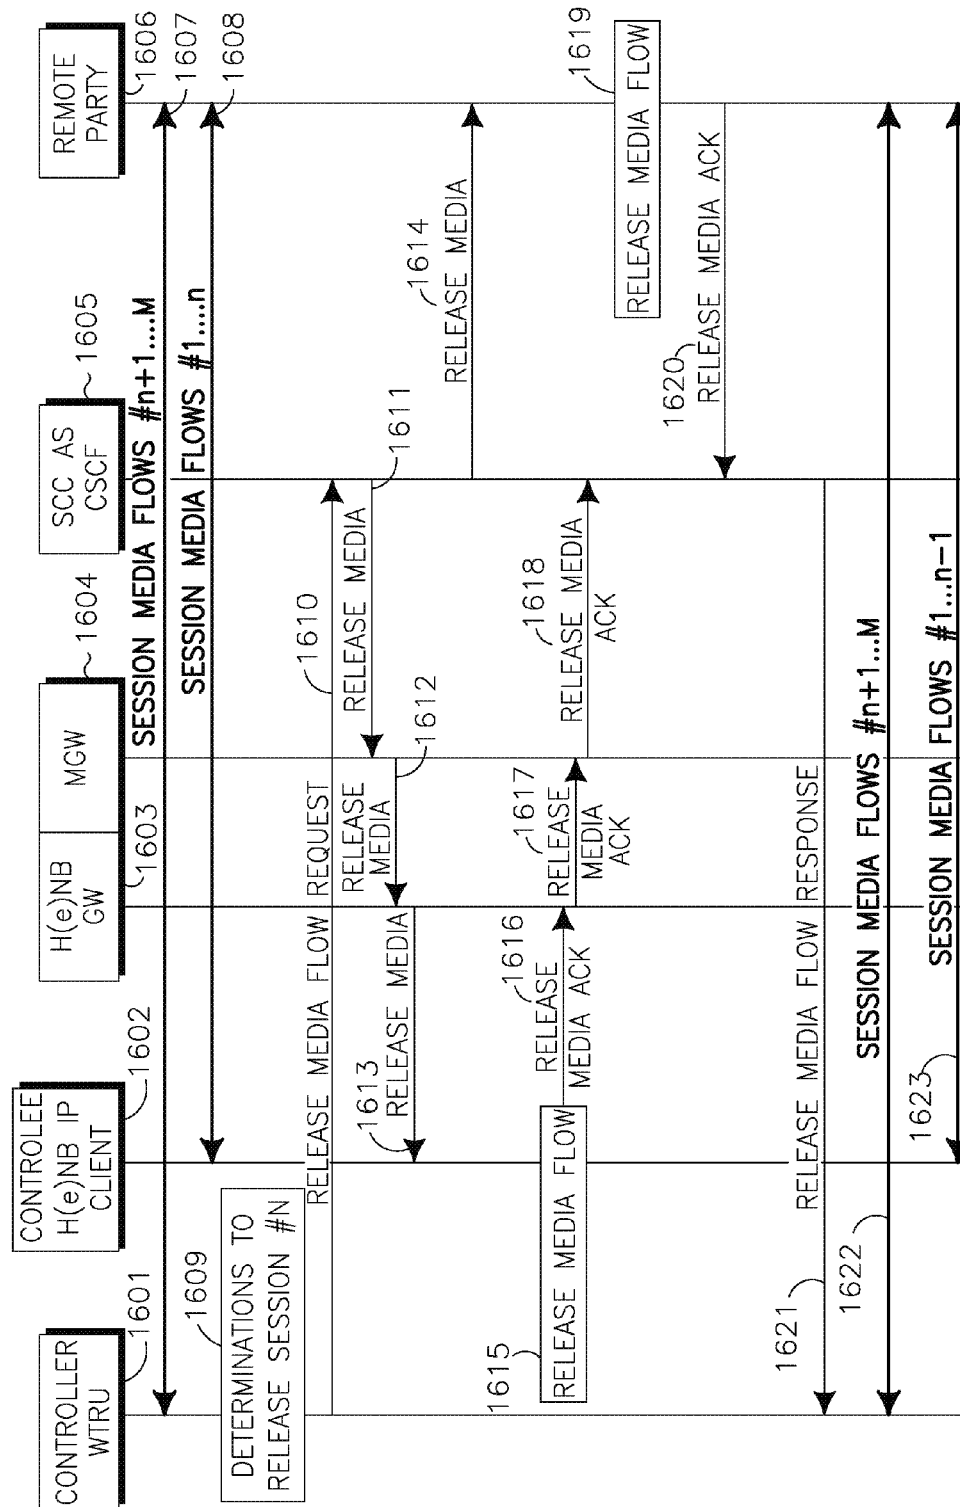 CONTROLLER
WTRU
1601
CONTROLEE
H(e)NB IP
CLIENT
1602
H(e)NB
GW
1603
MGW
1604
SCC AS
CSCF
1605
REMOTE
PARTY
1606
SESSION MEDIA FLOWS #n+1....M
1607
SESSION MEDIA FLOWS #1....n
1608
1609
DETERMINATIONS TO
RELEASE SESSION #N
RELEASE MEDIA FLOW REQUEST
1610
RELEASE MEDIA
1611
RELEASE
MEDIA
1612
RELEASE MEDIA
1613
1614
RELEASE MEDIA
1615
RELEASE MEDIA FLOW
1616
RELEASE
MEDIA ACK
1617
RELEASE
MEDIA
ACK
1618
RELEASE MEDIA
ACK
1619
RELEASE MEDIA FLOW
1620
RELEASE MEDIA ACK
1621
RELEASE MEDIA FLOW RESPONSE
1622
SESSION MEDIA FLOWS #n+1...M
1623
SESSION MEDIA FLOWS #1...n-1